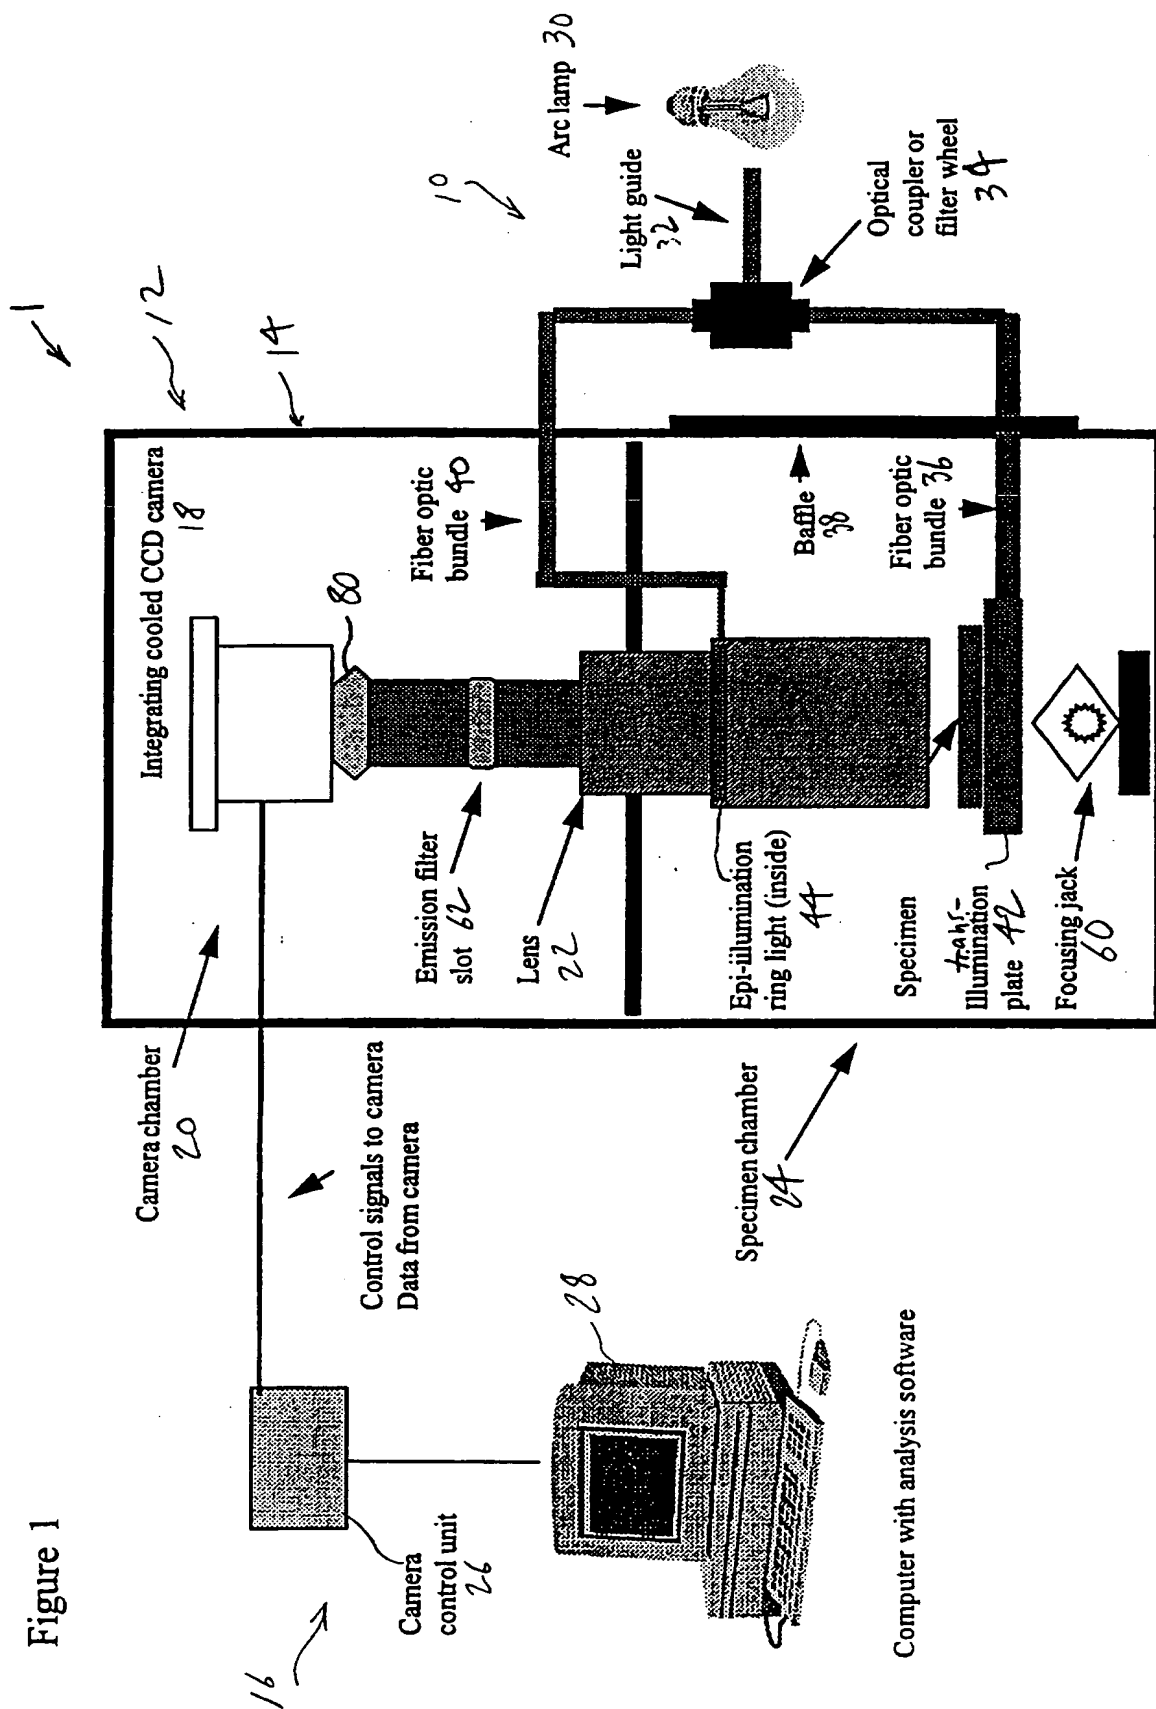 Figure 1
1
12
14
10
16
Integrating cooled CCD camera
18
Camera chamber
20
80
Control signals to camera
Data from camera
Camera
control unit
26
28
Computer with analysis software
Emission filter
slot 62
Lens
22
Fiber optic
bundle 40
Arc lamp 30
Light guide
32
Optical
coupler or
filter wheel
34
Baffle
38
Fiber optic
bundle 36
Epi-illumination
ring light (inside)
44
Specimen
trans-
Illumination
plate 42
Focusing jack
60
Specimen chamber
24